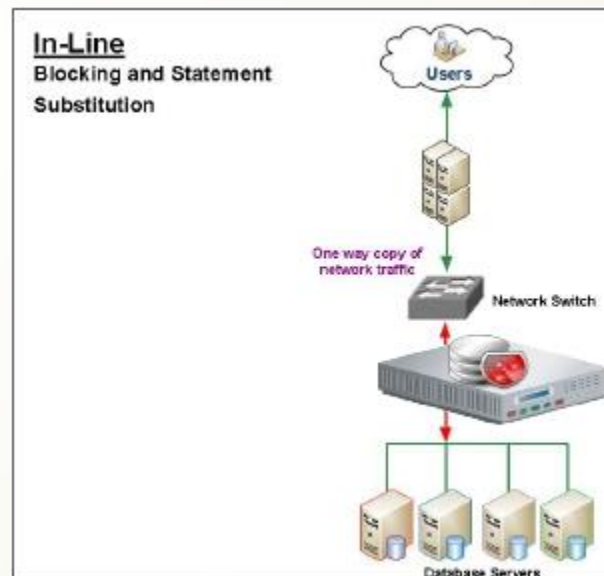 In-Line
Blocking and Statement
Substitution
Users
One way copy of
network traffic
Network Switch
Database Servers